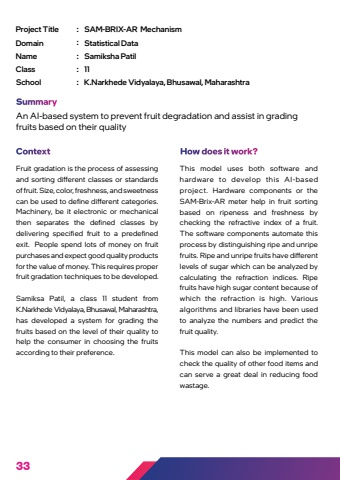 Project Title : SAM-BRIX-AR Mechanism
Domain : Statistical Data
Name : Samiksha Patil
Class : 11
School : K.Narkhede Vidyalaya, Bhusawal, Maharashtra
Summary
An AI-based system to prevent fruit degradation and assist in grading
fruits based on their quality
Context
Fruit gradation is the process of assessing
and sorting different classes or standards
of fruit. Size, color, freshness, and sweetness
can be used to define different categories.
Machinery, be it electronic or mechanical
then separates the defined classes by
delivering specified fruit to a predefined
exit. People spend lots of money on fruit
purchases and expect good quality products
for the value of money. This requires proper
fruit gradation techniques to be developed.
Samiksa Patil, a class 11 student from
K.Narkhede Vidyalaya, Bhusawal, Maharashtra,
has developed a system for grading the
fruits based on the level of their quality to
help the consumer in choosing the fruits
according to their preference.
How does it work?
This model uses both software and
hardware to develop this AI-based
project. Hardware components or the
SAM-Brix-AR meter help in fruit sorting
based on ripeness and freshness by
checking the refractive index of a fruit.
The software components automate this
process by distinguishing ripe and unripe
fruits. Ripe and unripe fruits have different
levels of sugar which can be analyzed by
calculating the refraction indices. Ripe
fruits have high sugar content because of
which the refraction is high. Various
algorithms and libraries have been used
to analyze the numbers and predict the
fruit quality.
This model can also be implemented to
check the quality of other food items and
can serve a great deal in reducing food
wastage.
33